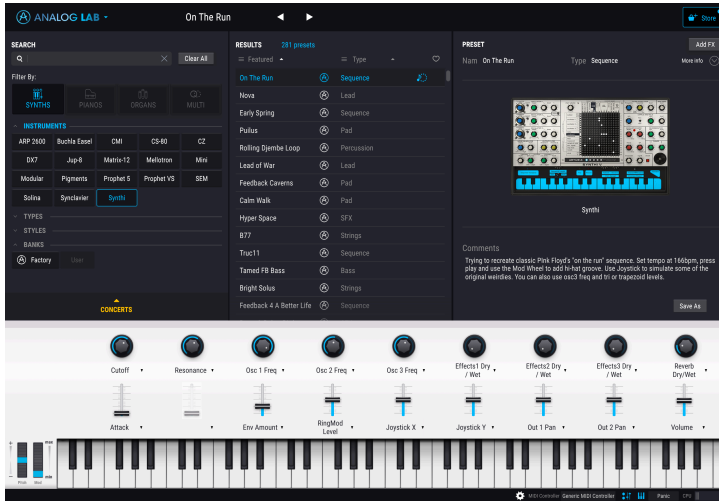 ANALOG LAB
On The Run
Store
SEARCH
Clear All
Filter By:
SYNTHS
PIANOS
ORGANS
MULTI
INSTRUMENTS
ARP 2600 Buchla Easel CMI CS-80 CZ
DX7 Jup-8 Matrix-12 Mellotron Mini
Modular Pigments Prophet 5 Prophet VS SEM
Solina Synclavier Synthi
TYPES
STYLES
BANKS
Factory User
CONCERTS
RESULTS 281 presets
Featured Type
On The Run Sequence
Nova Lead
Early Spring Sequence
Puilus Pad
Rolling Djembe Loop Percussion
Lead of War Lead
Feedback Caverns Pad
Calm Walk Pad
Hyper Space SFX
B77 Strings
Truc11 Sequence
Tamed FB Bass Bass
Bright Solus Strings
Feedback 4 A Better Life Sequence
PRESET
Add FX
Nam On The Run Type Sequence More info
Synthi
Comments
Trying to recreate classic Pink Floyd's "on the run" sequence. Set tempo at 166bpm, press
play and use the Mod Wheel to add hi-hat groove. Use Joystick to simulate some of the
original weirdies. You can also use osc3 freq and tri or trapezoid levels.
Save As
Cutoff Resonance Osc 1 Freq Osc 2 Freq Osc 3 Freq Effects1 Dry / Wet Effects2 Dry / Wet Effects3 Dry / Wet Reverb Dry/Wet
Attack Env Amount RingMod Level Joystick X Joystick Y Out 1 Pan Out 2 Pan Volume
max
min
Pitch Mod
MIDI Controller Generic MIDI Controller Panic CPU